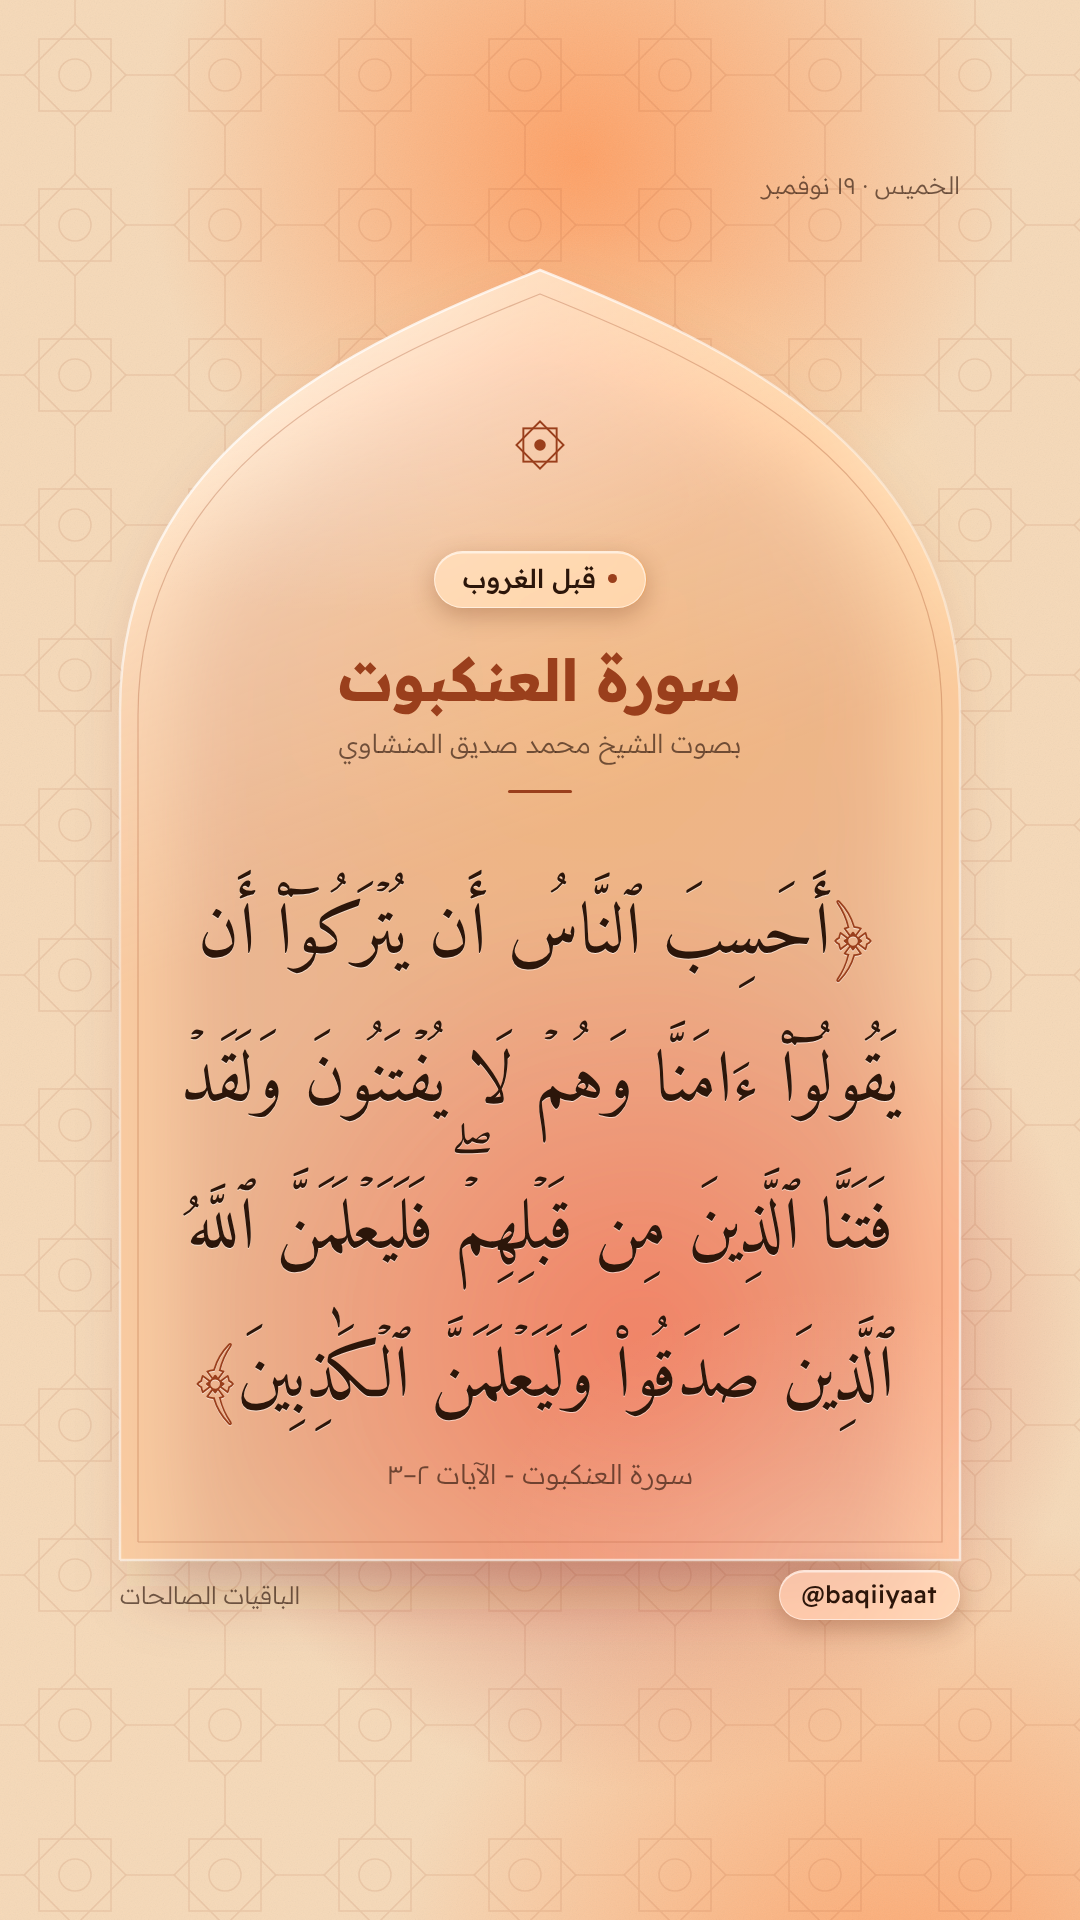 الخميس · ١٩ نوفمبر
قبل الغروب
سورة العنكبوت
بصوت الشيخ محمد صديق المنشاوي
﴿أَحَسِبَ ٱلنَّاسُ أَن يُتۡرَكُوٓاْ أَن
يَقُولُوٓاْ ءَامَنَّا وَهُمۡ لَا يُفۡتَنُونَ وَلَقَدۡ
فَتَنَّا ٱلَّذِينَ مِن قَبۡلِهِمۡۖ فَلَيَعۡلَمَنَّ ٱللَّهُ
ٱلَّذِينَ صَدَقُواْ وَلَيَعۡلَمَنَّ ٱلۡكَٰذِبِينَ﴾
سورة العنكبوت - الآيات ٢-٣
@baqiiyaat
الباقيات الصالحات